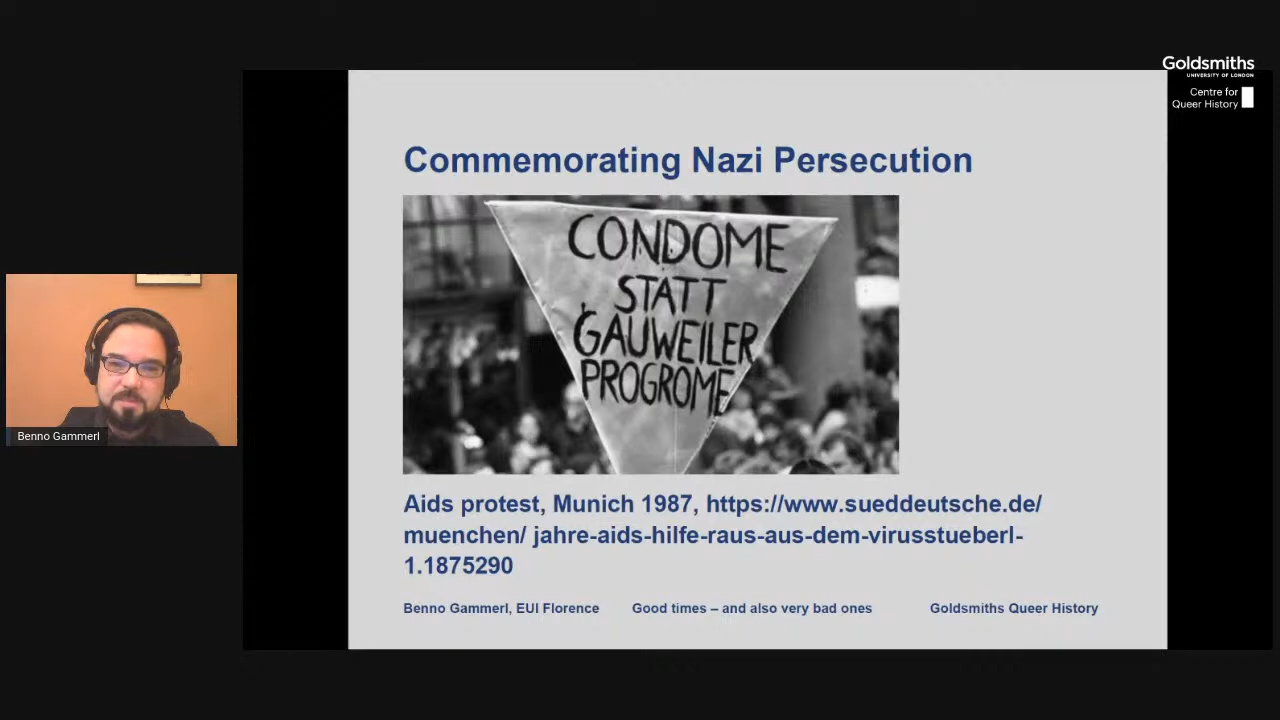 Goldsmiths
UNIVERSITY OF LONDON
Centre for
Queer History
Commemorating Nazi Persecution
CONDOME
STATT
GAUWEILER
PROGROME
Benno Gammerl
Aids protest, Munich 1987, https://www.sueddeutsche.de/
muenchen/ jahre-aids-hilfe-raus-aus-dem-virusstueberl-
1.1875290
Benno Gammerl, EUI Florence Good times – and also very bad ones Goldsmiths Queer History